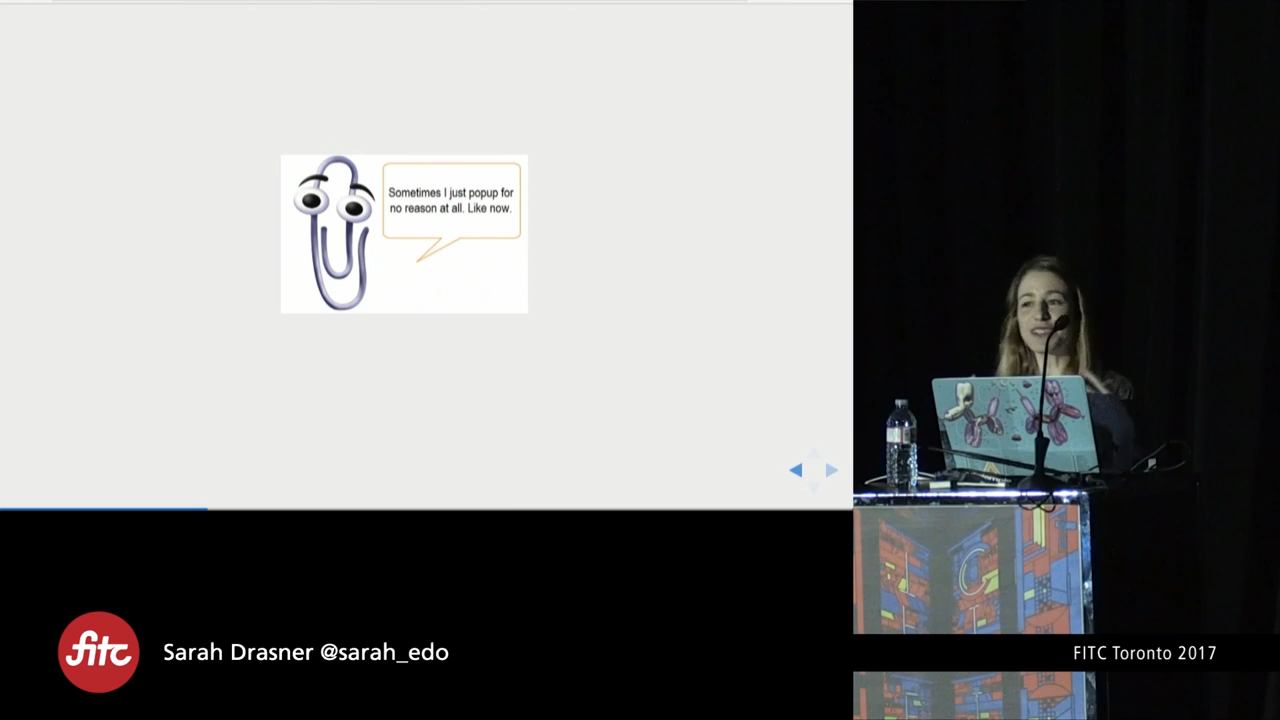 Sometimes I just popup for
no reason at all. Like now.
fitc
Sarah Drasner @sarah_edo
FITC Toronto 2017